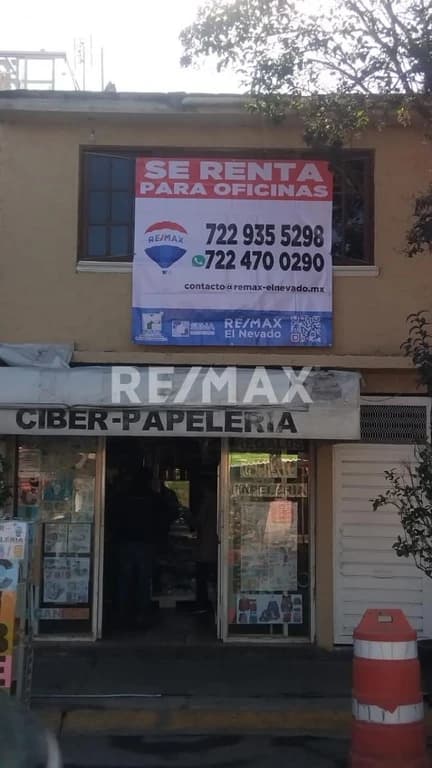 SE RENTA
PARA OFICINAS
RE/MAX
722 935 5298
722 470 0290
contacto@remax-elnevado.mx
RE/MAX
El Nevado
RE/MAX
CIBER-PAPELERIA
PAPELERIA